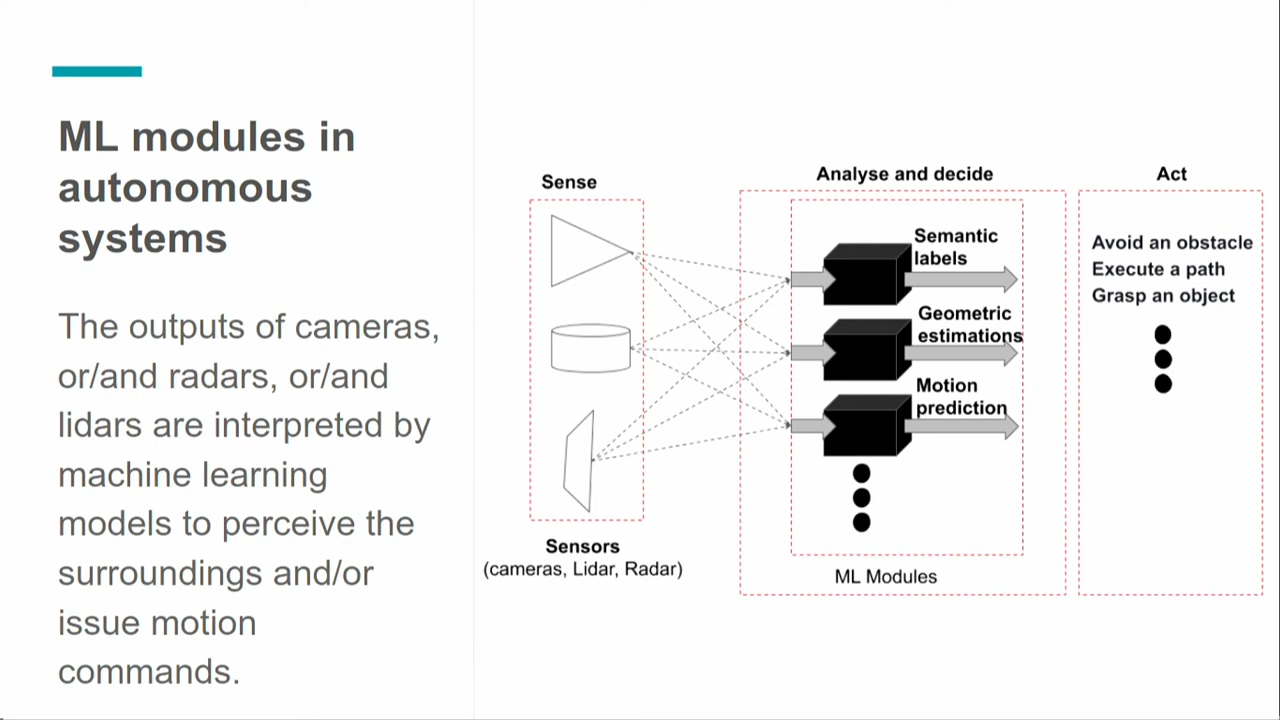 ML modules in
autonomous
systems
The outputs of cameras,
or/and radars, or/and
lidars are interpreted by
machine learning
models to perceive the
surroundings and/or
issue motion
commands.
Sense
Sensors
(cameras, Lidar, Radar)
Analyse and decide
Semantic
labels
Geometric
estimations
Motion
prediction
ML Modules
Act
Avoid an obstacle
Execute a path
Grasp an object